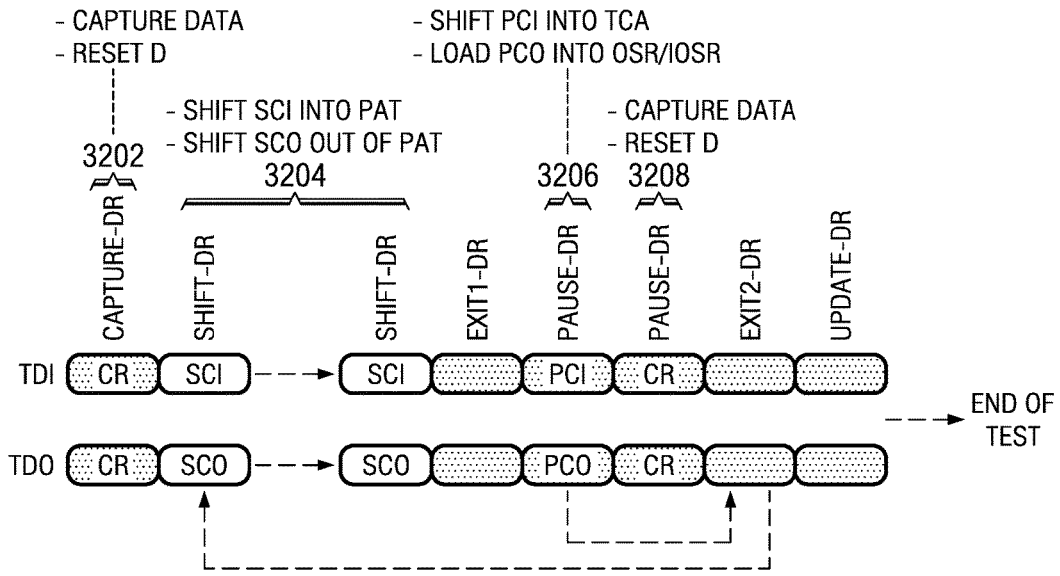 - CAPTURE DATA
- RESET D
- SHIFT PCI INTO TCA
- LOAD PCO INTO OSR/IOSR
- SHIFT SCI INTO PAT
- SHIFT SCO OUT OF PAT
- CAPTURE DATA
- RESET D
3202
3204
3206
3208
CAPTURE-DR
SHIFT-DR
SHIFT-DR
EXIT1-DR
PAUSE-DR
PAUSE-DR
EXIT2-DR
UPDATE-DR
TDI CR SCI SCI PCI CR
TDO CR SCO SCO PCO CR
END OF
TEST